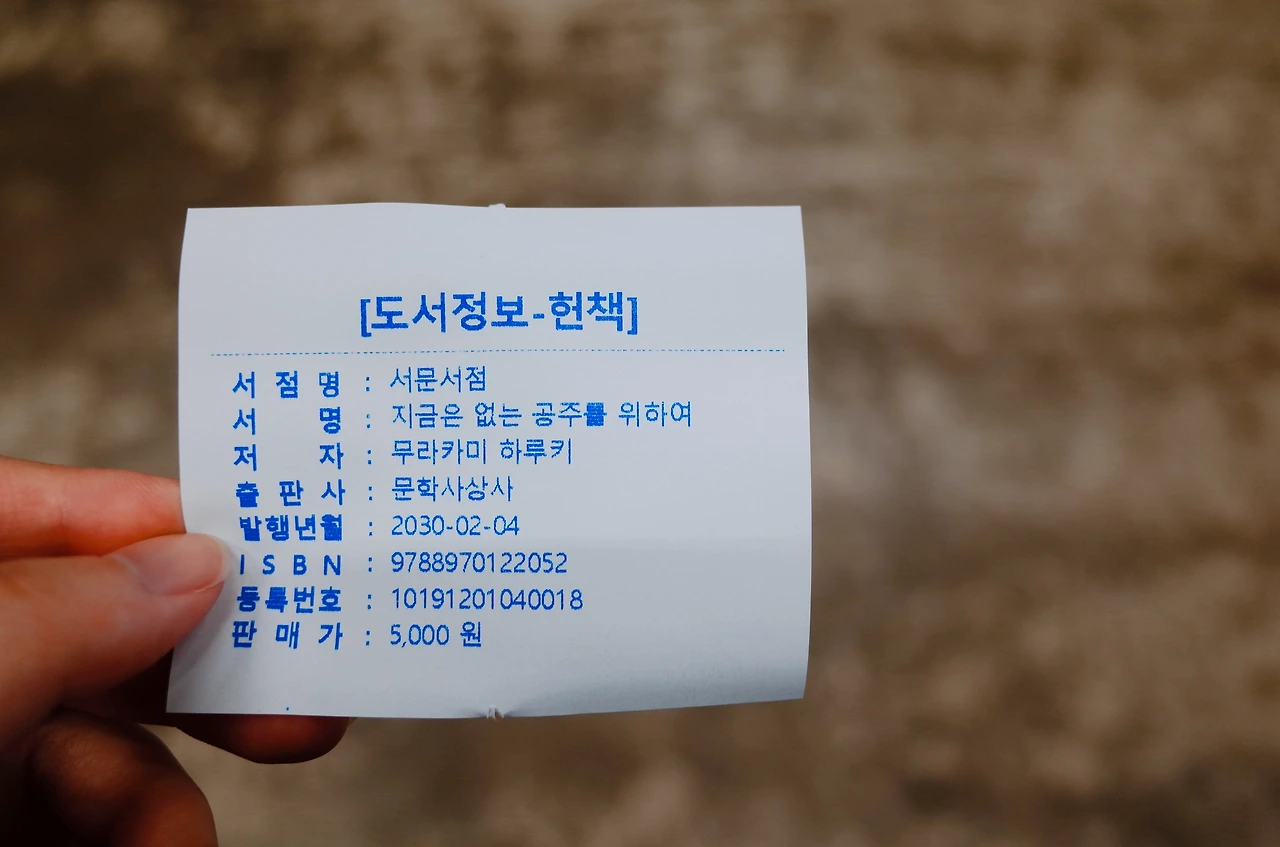 [도서정보-헌책]
서 점 명 : 서문서점
서 명 : 지금은 없는 공주를 위하여
저 자 : 무라카미 하루키
출 판 사 : 문학사상사
발행년월 : 2030-02-04
I S B N : 9788970122052
등록번호 : 10191201040018
판 매 가 : 5,000 원